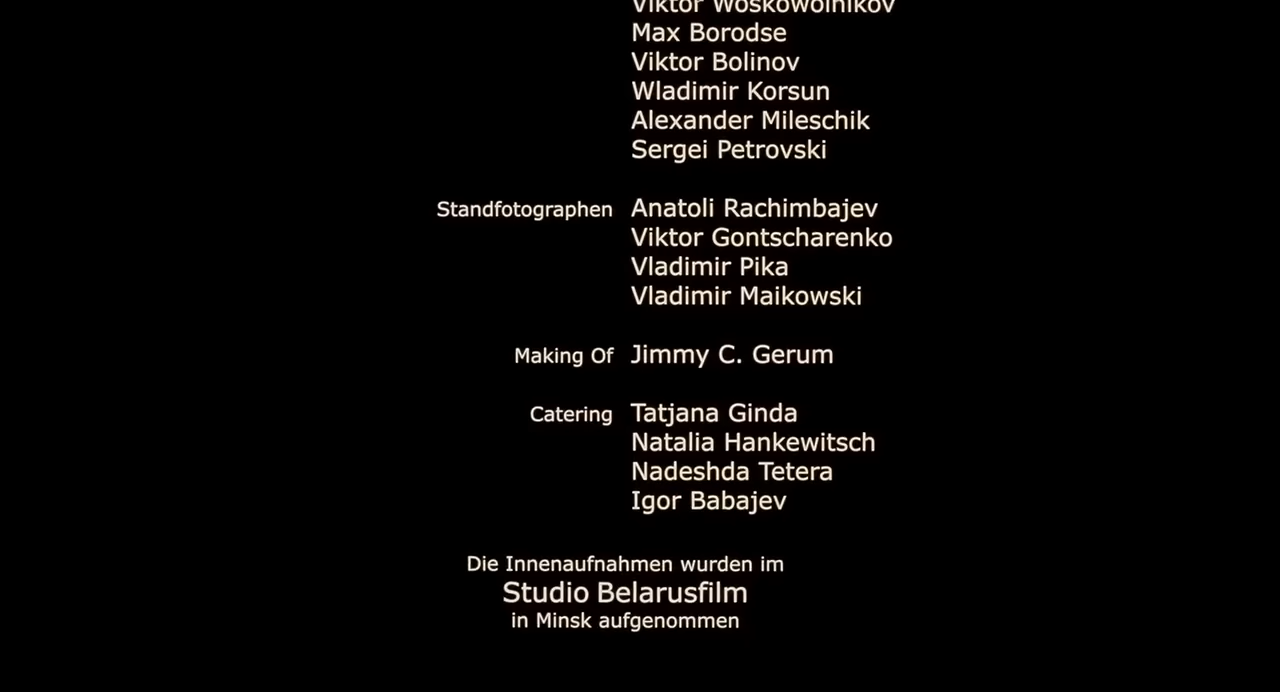 Viktor Woskowolnikov
Max Borodse
Viktor Bolinov
Wladimir Korsun
Alexander Mileschik
Sergei Petrovski
Standfotographen Anatoli Rachimbajev
Viktor Gontscharenko
Vladimir Pika
Vladimir Maikowski
Making Of Jimmy C. Gerum
Catering Tatjana Ginda
Natalia Hankewitsch
Nadeshda Tetera
Igor Babajev
Die Innenaufnahmen wurden im
Studio Belarusfilm
in Minsk aufgenommen